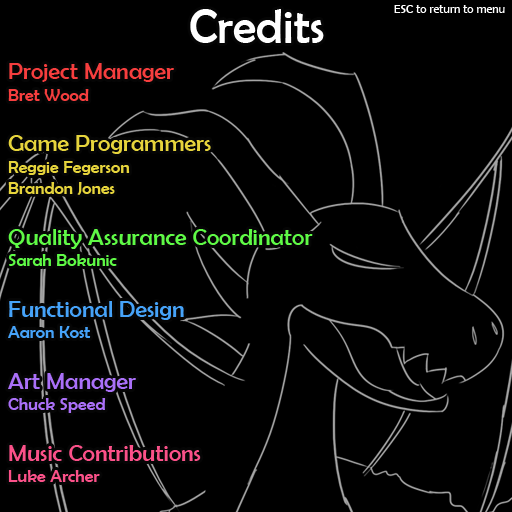 Credits
ESC to return to menu
Project Manager
Bret Wood
Game Programmers
Reggie Fegerson
Brandon Jones
Quality Assurance Coordinator
Sarah Bokunic
Functional Design
Aaron Kost
Art Manager
Chuck Speed
Music Contributions
Luke Archer